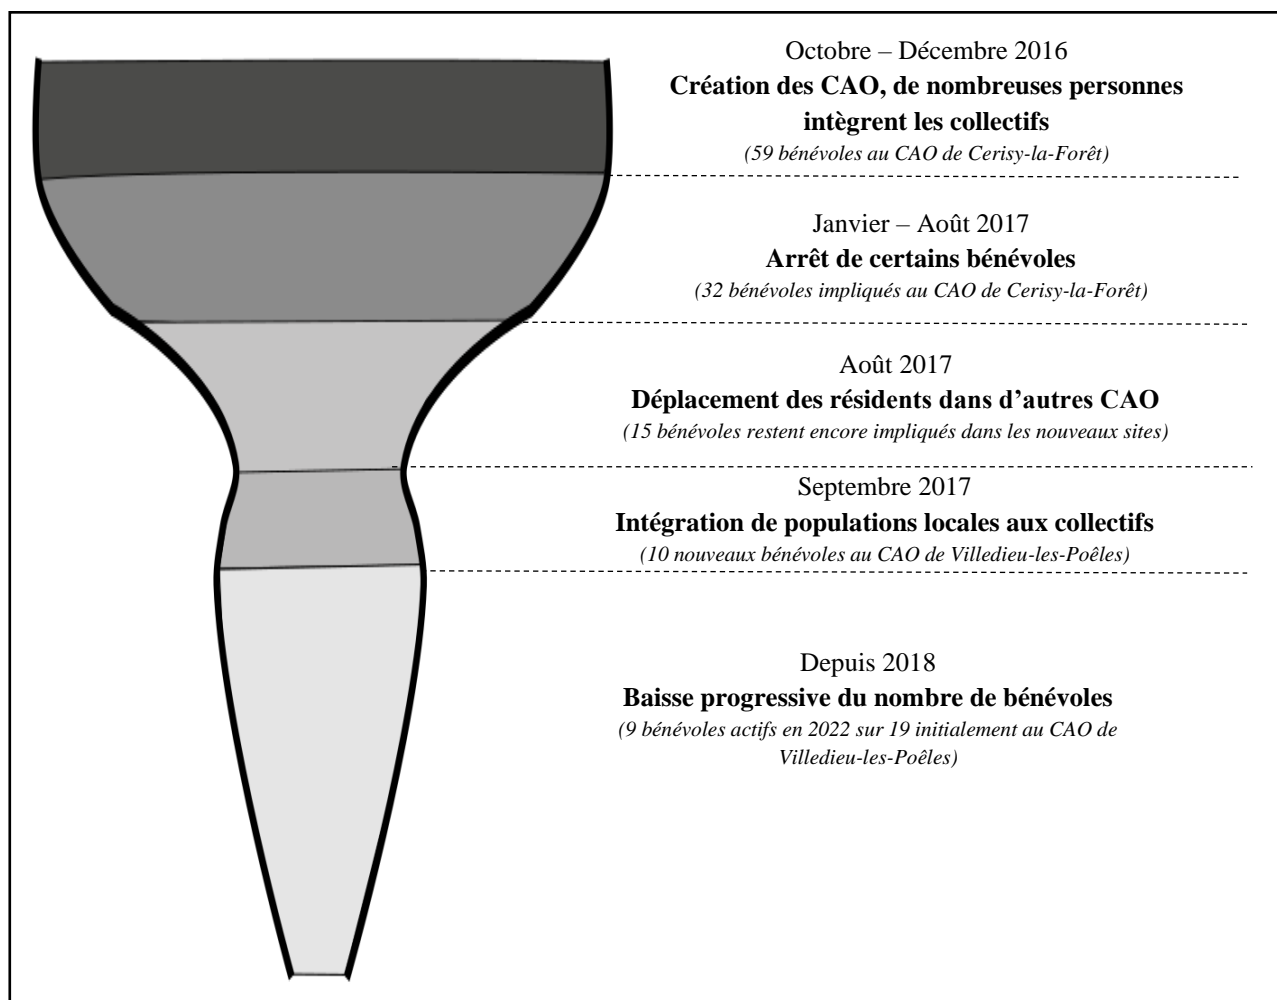 Octobre – Décembre 2016
Création des CAO, de nombreuses personnes
intègrent les collectifs
(59 bénévoles au CAO de Cerisy-la-Forêt)
Janvier – Août 2017
Arrêt de certains bénévoles
(32 bénévoles impliqués au CAO de Cerisy-la-Forêt)
Août 2017
Déplacement des résidents dans d’autres CAO
(15 bénévoles restent encore impliqués dans les nouveaux sites)
Septembre 2017
Intégration de populations locales aux collectifs
(10 nouveaux bénévoles au CAO de Villedieu-les-Poêles)
Depuis 2018
Baisse progressive du nombre de bénévoles
(9 bénévoles actifs en 2022 sur 19 initialement au CAO de
Villedieu-les-Poêles)